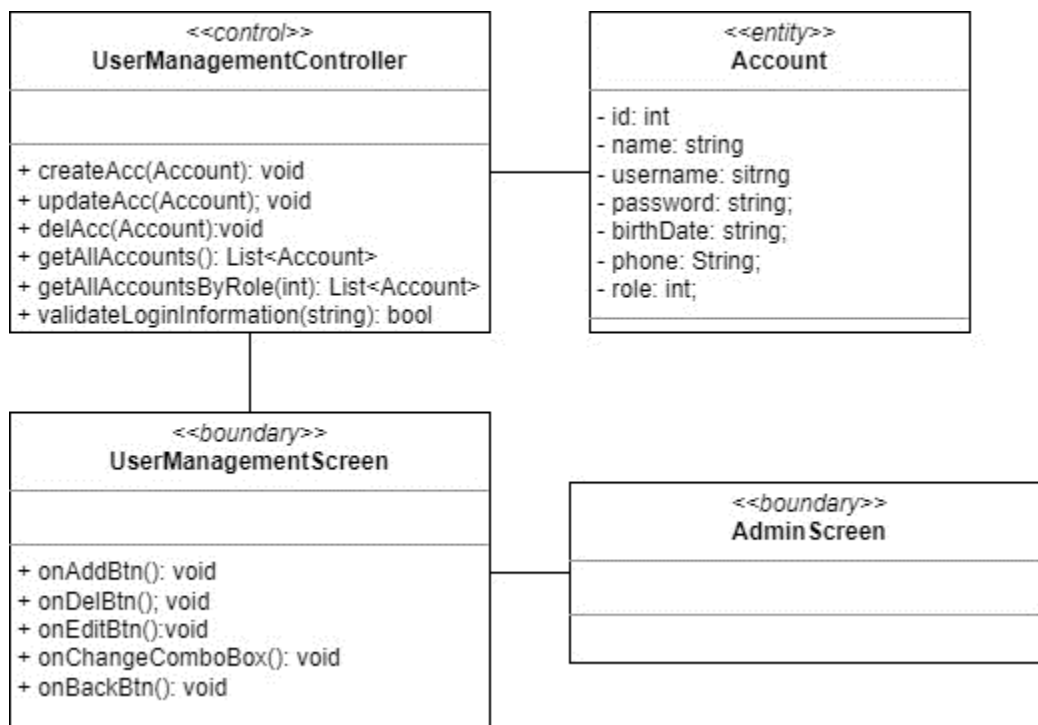 <<control>>
UserManagementController
+ createAcc(Account): void
+ updateAcc(Account); void
+ delAcc(Account):void
+ getAllAccounts(): List<Account>
+ getAllAccountsByRole(int): List<Account>
+ validateLoginInformation(string): bool
<<entity>>
Account
- id: int
- name: string
- username: sitrng
- password: string;
- birthDate: string;
- phone: String;
- role: int;
<<boundary>>
UserManagementScreen
+ onAddBtn(): void
+ onDelBtn(); void
+ onEditBtn():void
+ onChangeComboBox(): void
+ onBackBtn(): void
<<boundary>>
AdminScreen